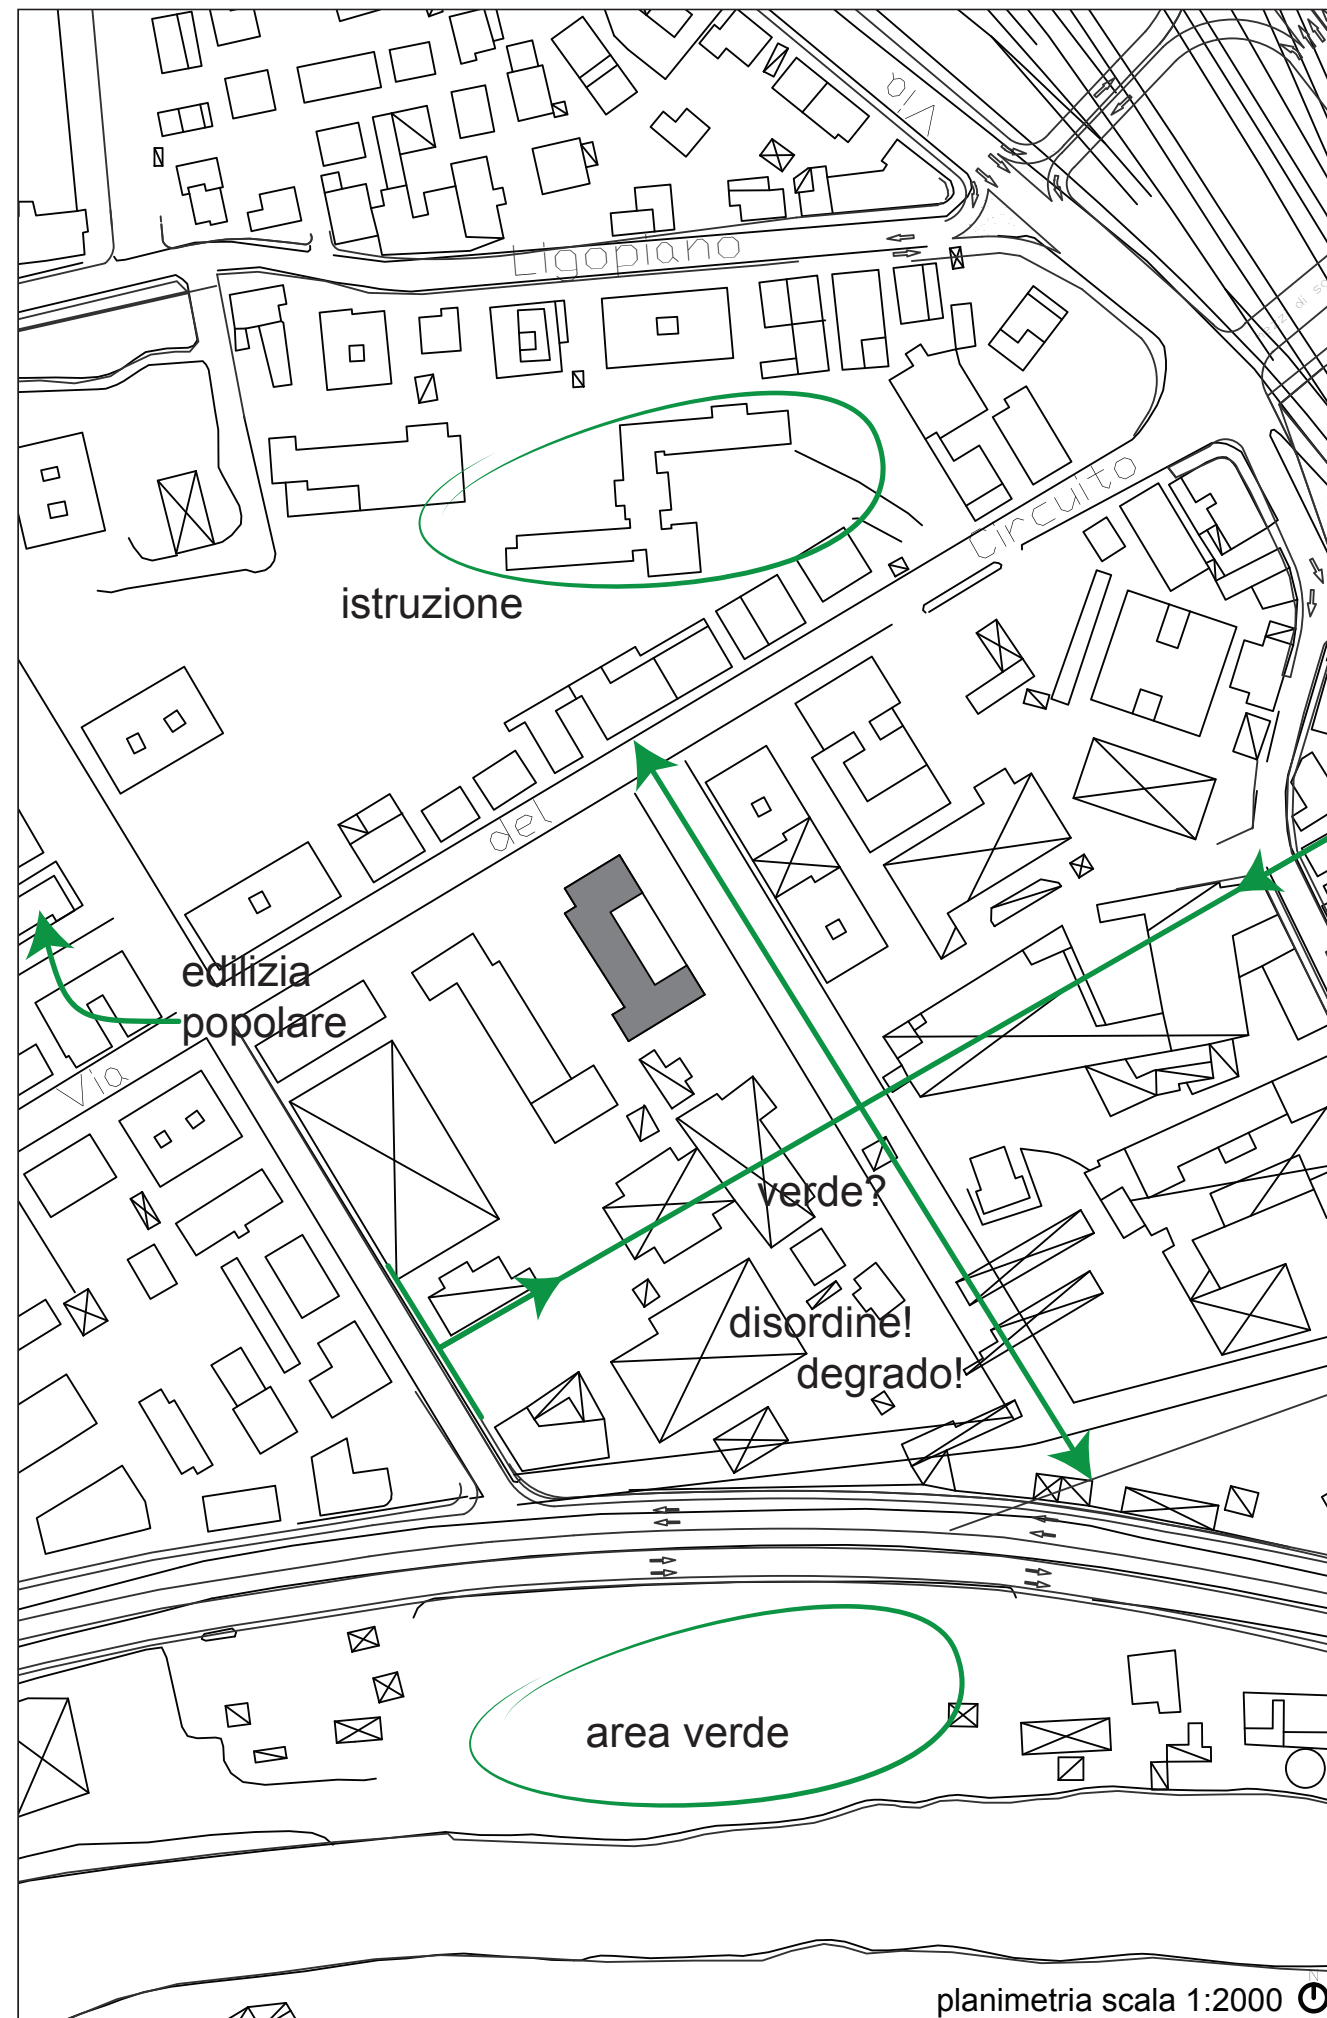 Via
Ligopiano
Circuito
istruzione
del
edilizia
popolare
Via
verde?
disordine!
degrado!
area verde
N
planimetria scala 1:2000